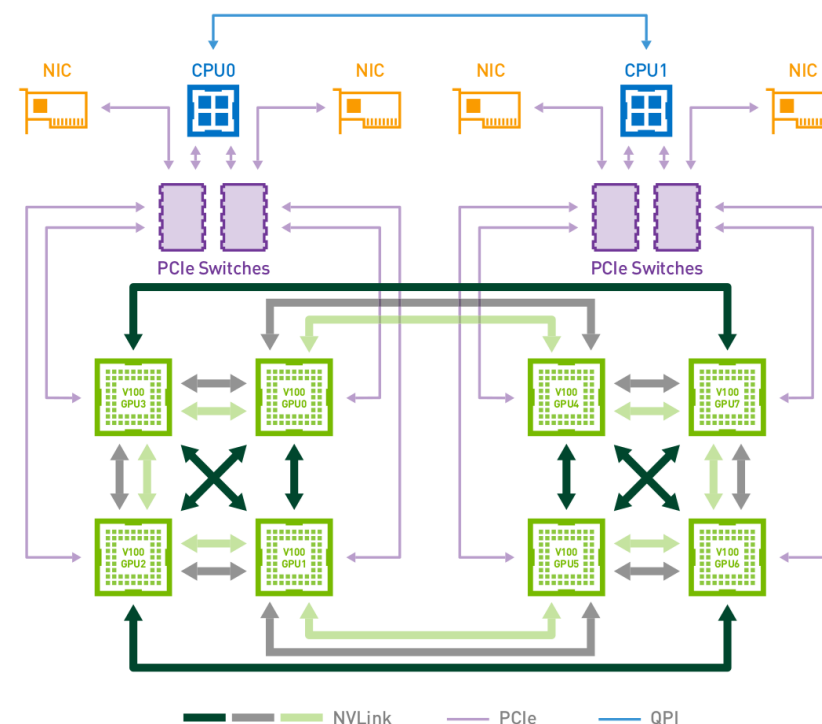 NIC
CPU0
NIC
NIC
CPU1
NIC
PCIe Switches
PCIe Switches
V100
GPU3
V100
GPU0
V100
GPU4
V100
GPU7
V100
GPU2
V100
GPU1
V100
GPU5
V100
GPU6
NVLink
PCIe
QPI